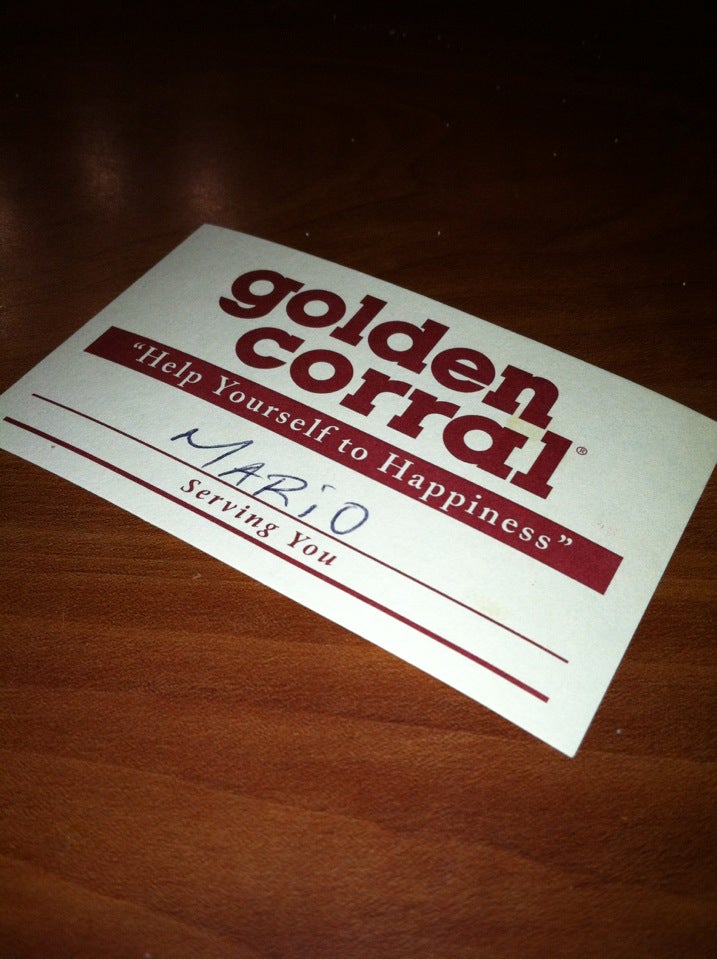 golden
corral®
"Help Yourself to Happiness"
MARiO
Serving You